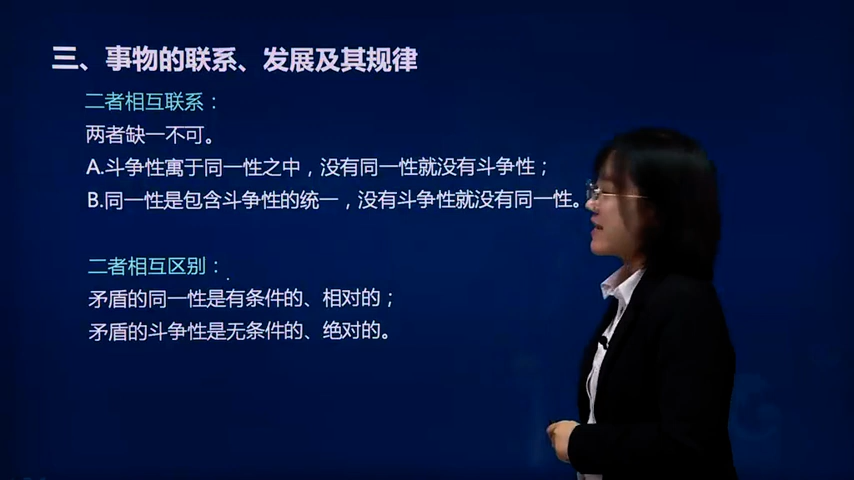 三、事物的联系、发展及其规律
二者相互联系：
两者缺一不可。
A.斗争性寓于同一性之中，没有同一性就没有斗争性；
B.同一性是包含斗争性的统一，没有斗争性就没有同一性。
二者相互区别：
矛盾的同一性是有条件的、相对的；
矛盾的斗争性是无条件的、绝对的。